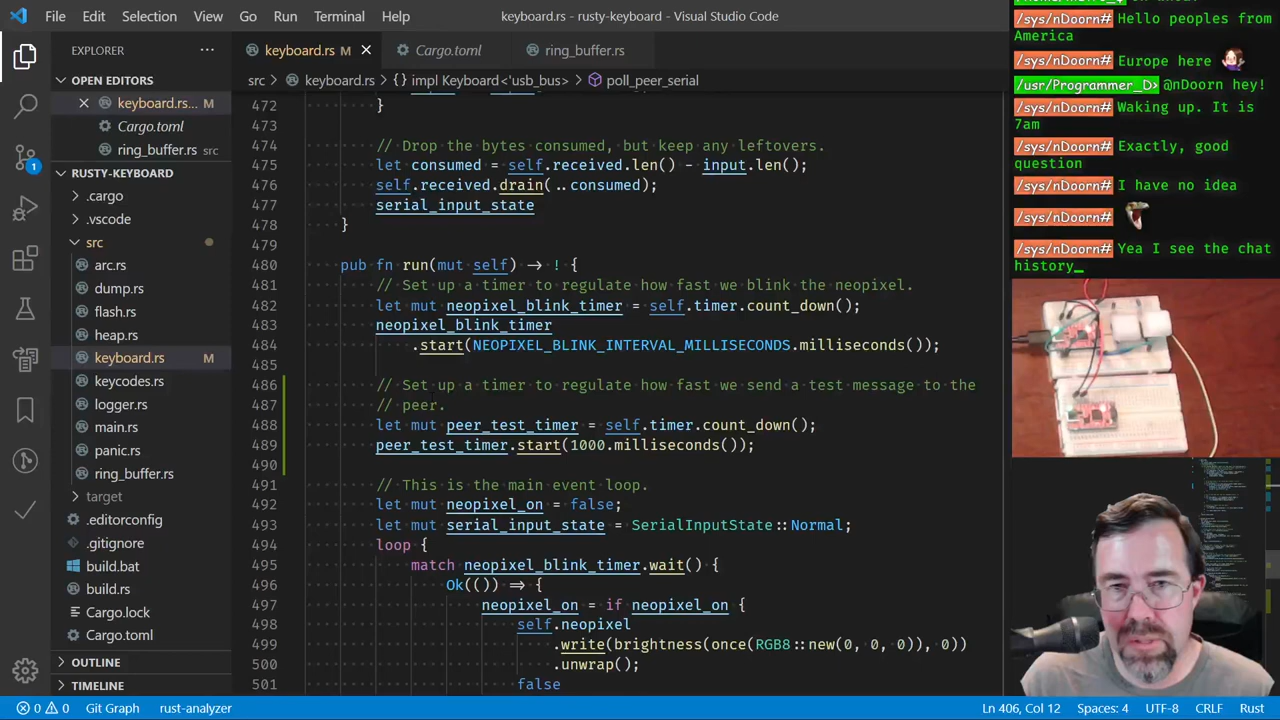 File Edit Selection View Go Run Terminal Help
keyboard.rs - rusty-keyboard - Visual Studio Code
EXPLORER
OPEN EDITORS
keyboard.rs... M
Cargo.toml
ring_buffer.rs src
1
RUSTY-KEYBOARD
.cargo
.vscode
src
arc.rs
dump.rs
flash.rs
heap.rs
keyboard.rs M
keycodes.rs
logger.rs
main.rs
panic.rs
ring_buffer.rs
target
.editorconfig
.gitignore
build.bat
build.rs
Cargo.lock
Cargo.toml
OUTLINE
TIMELINE
keyboard.rs M
Cargo.toml
ring_buffer.rs
src > keyboard.rs > {} impl Keyboard<'usb_bus> > poll_peer_serial
472 }
473
474 // Drop the bytes consumed, but keep any leftovers.
475 let consumed = self.received.len() - input.len();
476 self.received.drain(..consumed);
477 serial_input_state
478 }
479
480 pub fn run(mut self) -> ! {
481 // Set up a timer to regulate how fast we blink the neopixel.
482 let mut neopixel_blink_timer = self.timer.count_down();
483 neopixel_blink_timer
484 .start(NEOPIXEL_BLINK_INTERVAL_MILLISECONDS.milliseconds());
485
486 // Set up a timer to regulate how fast we send a test message to the
487 // peer.
488 let mut peer_test_timer = self.timer.count_down();
489 peer_test_timer.start(1000.milliseconds());
490
491 // This is the main event loop.
492 let mut neopixel_on = false;
493 let mut serial_input_state = SerialInputState::Normal;
494 loop {
495 match neopixel_blink_timer.wait() {
496 Ok(()) => {
497 neopixel_on = if neopixel_on {
498 self.neopixel
499 .write(brightness(once(RGB8::new(0, 0, 0)), 0))
500 .unwrap();
501 false
/sys/nDoorn# Hello peoples from
America
/sys/nDoorn# Europe here
/usr/Programmer_D> @nDoorn hey!
/sys/nDoorn# Waking up. It is
7am
/sys/nDoorn# Exactly, good
question
/sys/nDoorn# I have no idea
/sys/nDoorn#
/sys/nDoorn# Yea I see the chat
history_
0 0 Git Graph rust-analyzer
Ln 406, Col 12 Spaces: 4 UTF-8 CRLF Rust